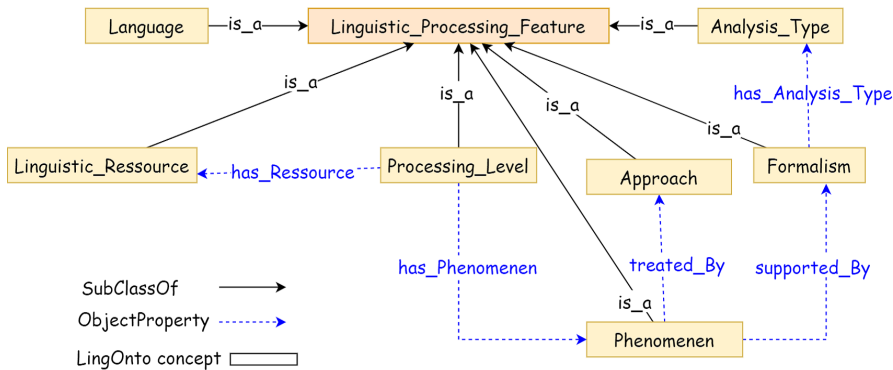 Language is_a Linguistic_Processing_Feature is_a Analysis_Type
is_a is_a is_a has_Analysis_Type
is_a
Linguistic_Ressource has_Ressource Processing_Level Approach Formalism
has_Phenomenen treated_By supported_By
SubClassOf
is_a
ObjectProperty
Phenomenen
LingOnto concept